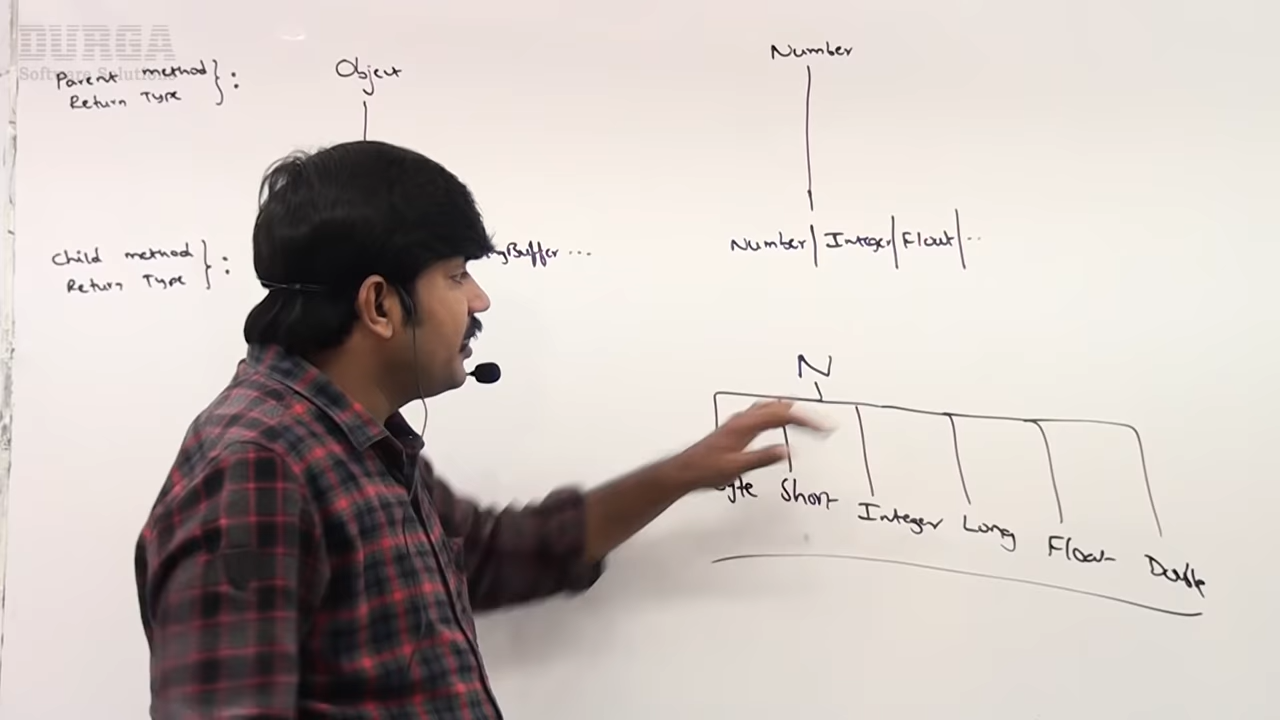 DURGA
Software Solutions
Parent method
Return Type } :
Object
Number
Child method
Return Type } :
Buffer ...
Number | Integer | Float | ..
N
Short Integer Long Float Double